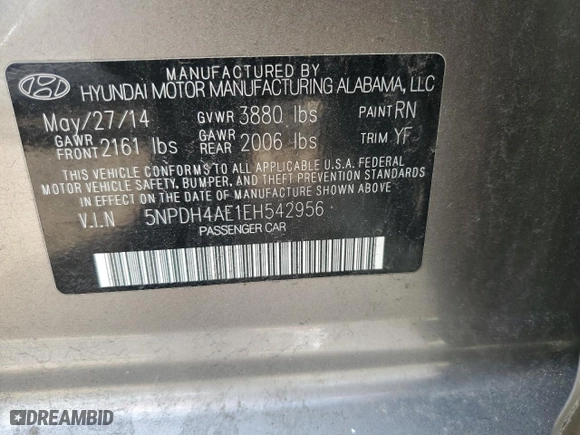 MANUFACTURED BY
HYUNDAI MOTOR MANUFACTURING ALABAMA, LLC
May/27/14 GVWR 3880 lbs PAINT RN
GAWR FRONT 2161 lbs GAWR REAR 2006 lbs TRIM YF
THIS VEHICLE CONFORMS TO ALL APPLICABLE U.S.A. FEDERAL
MOTOR VEHICLE SAFETY, BUMPER, AND THEFT PREVENTION STANDARDS
IN EFFECT ON THE DATE OF MANUFACTURE SHOWN ABOVE
V.I.N 5NPDH4AE1EH542956
PASSENGER CAR
DREAMBID